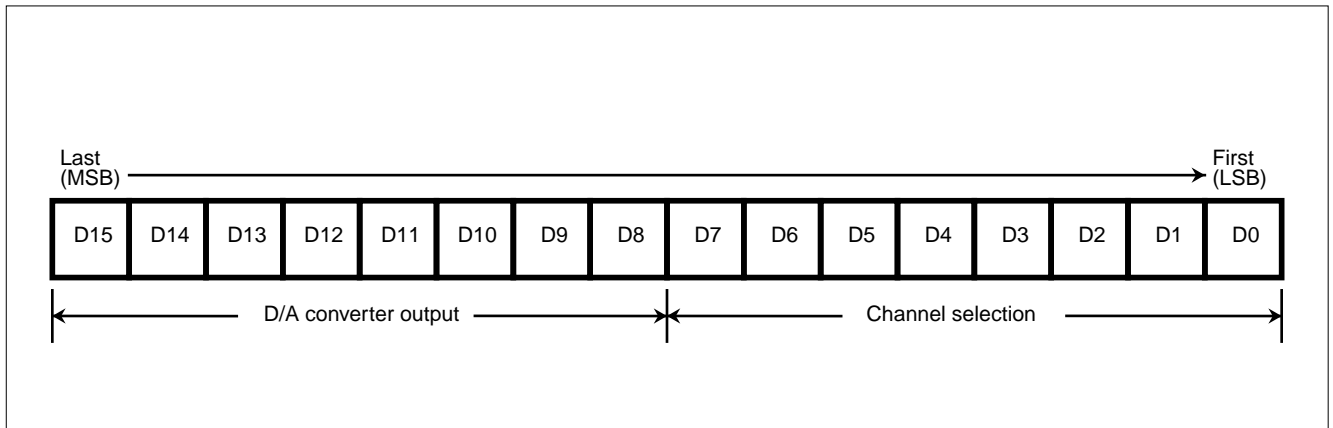 Last
(MSB)
First
(LSB)
D15 D14 D13 D12 D11 D10 D9 D8 D7 D6 D5 D4 D3 D2 D1 D0
D/A converter output
Channel selection